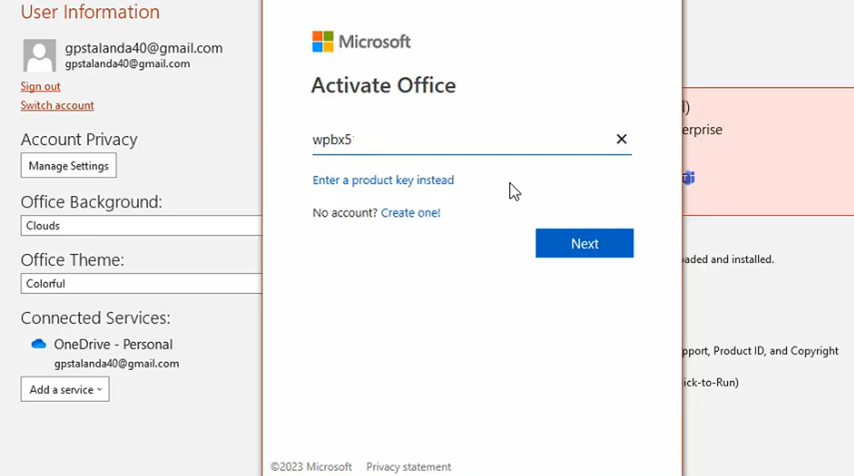 User Information
gpstalanda40@gmail.com
gpstalanda40@gmail.com
Sign out
Switch account
Account Privacy
Manage Settings
Office Background:
Clouds
Office Theme:
Colorful
Connected Services:
OneDrive - Personal
gpstalanda40@gmail.com
Add a service
Microsoft
Activate Office
wpbx5
Enter a product key instead
No account? Create one!
Next
©2023 Microsoft Privacy statement
d)
erprise
aded and installed.
pport, Product ID, and Copyright
ick-to-Run)